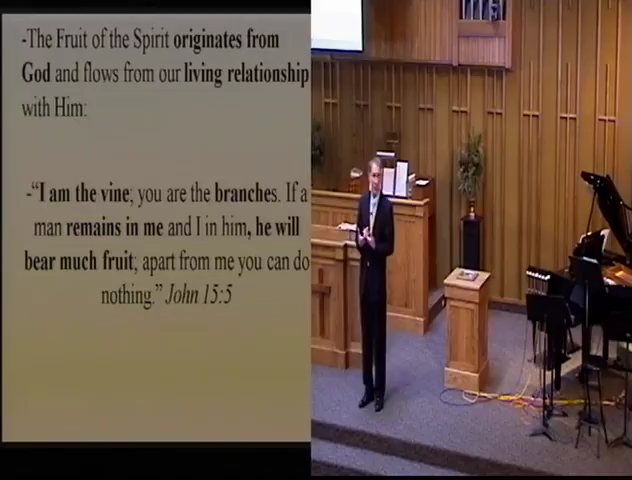 -The Fruit of the Spirit originates from
God and flows from our living relationship
with Him:
-“I am the vine; you are the branches. If a
man remains in me and I in him, he will
bear much fruit; apart from me you can do
nothing.” John 15:5